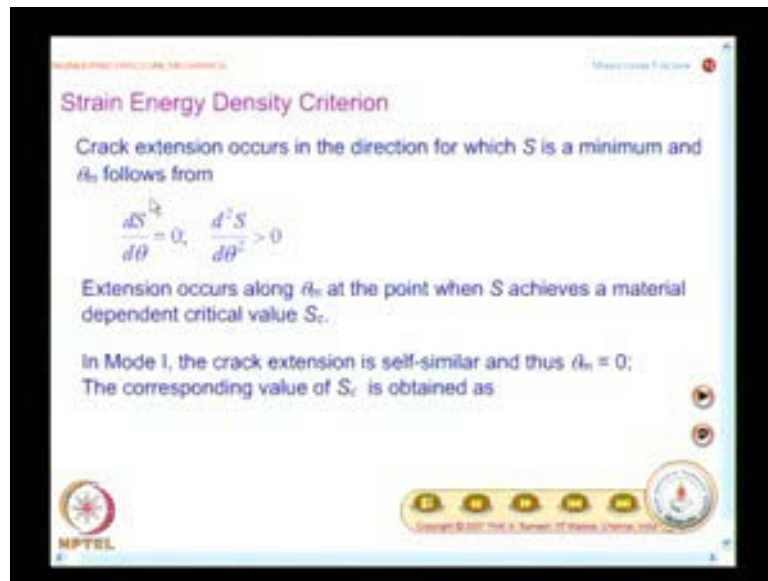 Strain Energy Density Criterion
Crack extension occurs in the direction for which S is a minimum and
θₘ follows from
dS/dθ = 0; d²S/dθ² > 0
Extension occurs along θₘ at the point when S achieves a material
dependent critical value S꜀.
In Mode I, the crack extension is self-similar and thus θₘ = 0;
The corresponding value of S꜀ is obtained as
NPTEL